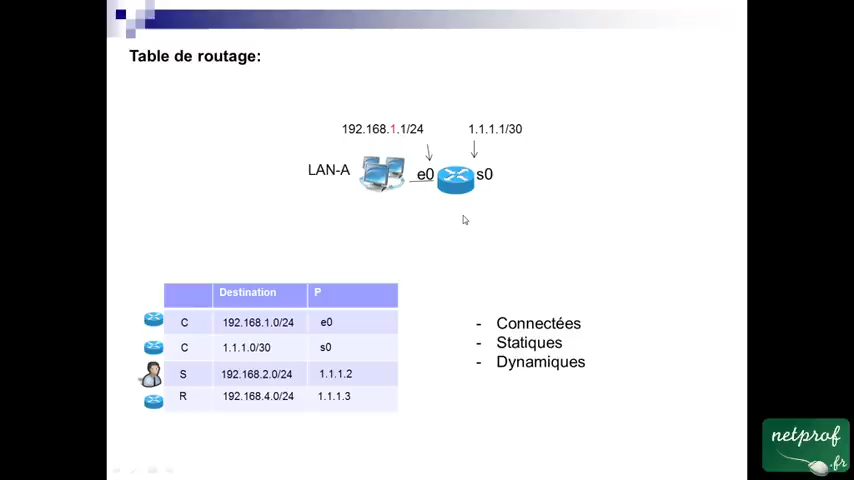 Table de routage:
192.168.1.1/24 1.1.1.1/30
LAN-A e0 s0
Destination P
C 192.168.1.0/24 e0
C 1.1.1.0/30 s0
S 192.168.2.0/24 1.1.1.2
R 192.168.4.0/24 1.1.1.3
- Connectées
- Statiques
- Dynamiques
netprof
.fr